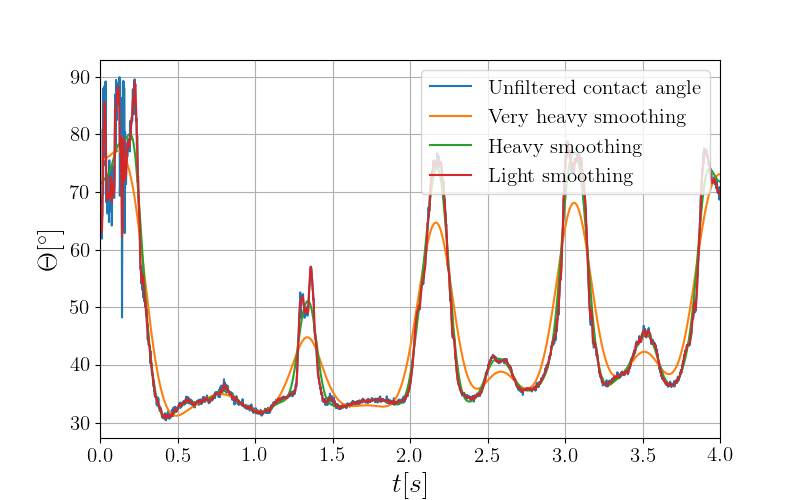 90
80
70
60
50
40
30
Θ[°]
Unfiltered contact angle
Very heavy smoothing
Heavy smoothing
Light smoothing
0.0 0.5 1.0 1.5 2.0 2.5 3.0 3.5 4.0
t[s]